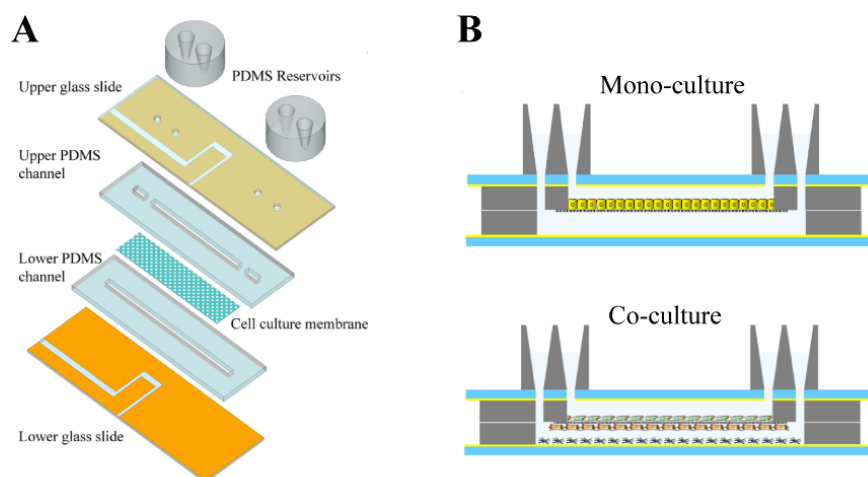 A
B
PDMS Reservoirs
Upper glass slide
Upper PDMS
channel
Lower PDMS
channel
Cell culture membrane
Lower glass slide
Mono-culture
Co-culture